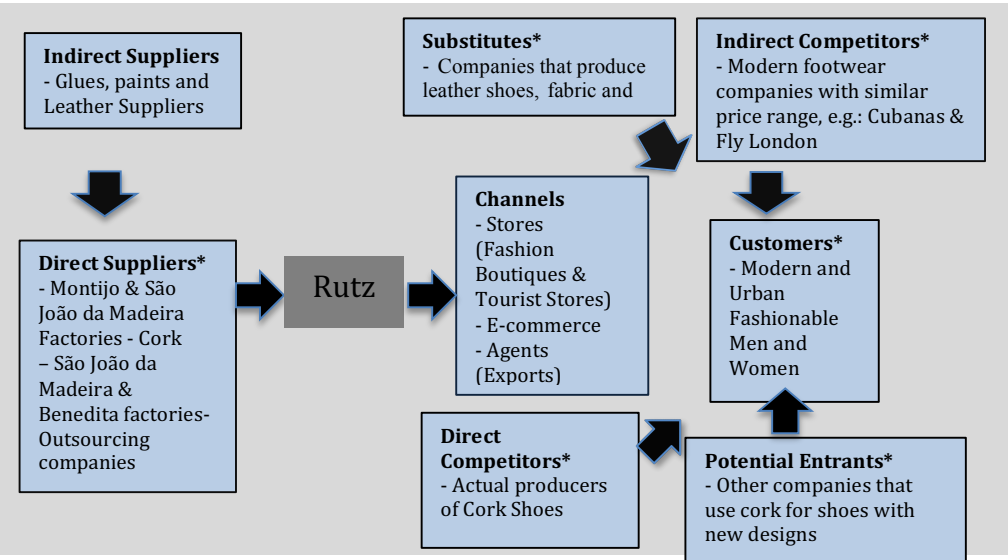 Indirect Suppliers
- Glues, paints and
Leather Suppliers
Substitutes*
- Companies that produce
leather shoes, fabric and
Indirect Competitors*
- Modern footwear
companies with similar
price range, e.g.: Cubanas &
Fly London
Direct Suppliers*
- Montijo & São
João da Madeira
Factories - Cork
– São João da
Madeira &
Benedita factories-
Outsourcing
companies
Rutz
Channels
- Stores
(Fashion
Boutiques &
Tourist Stores)
- E-commerce
- Agents
(Exports)
Customers*
- Modern and
Urban
Fashionable
Men and
Women
Direct
Competitors*
- Actual producers
of Cork Shoes
Potential Entrants*
- Other companies that
use cork for shoes with
new designs